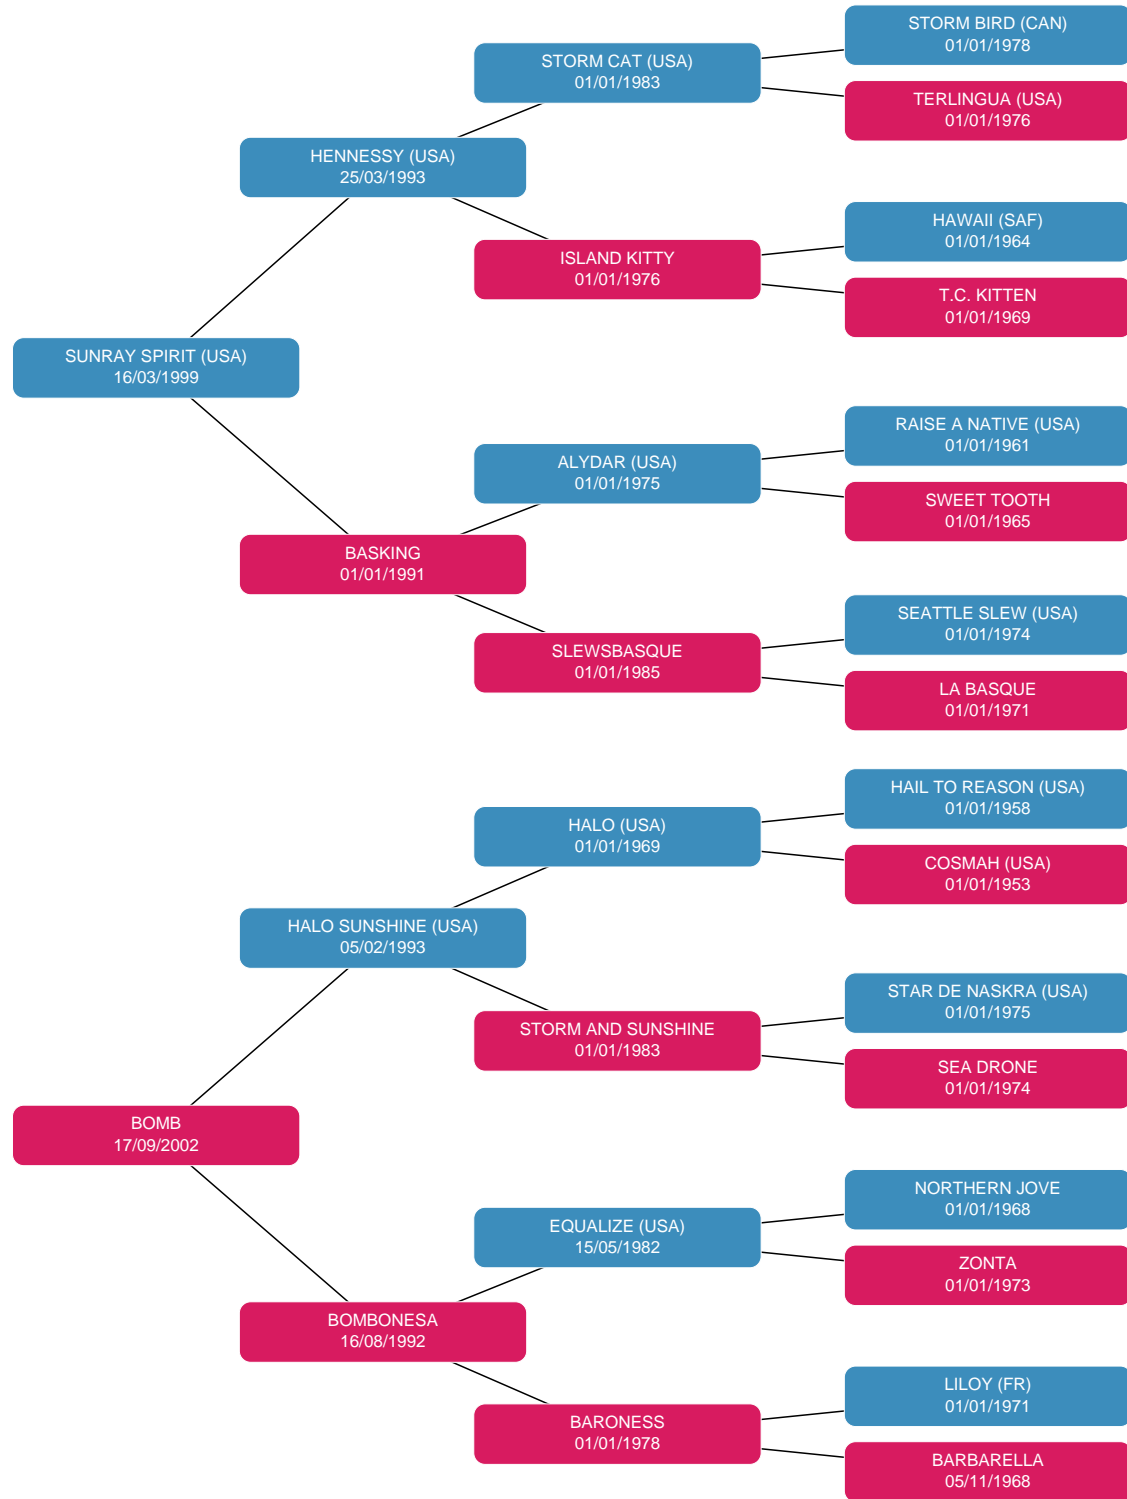 STORM BIRD (CAN)
01/01/1978
STORM CAT (USA)
01/01/1983
TERLINGUA (USA)
01/01/1976
HENNESSY (USA)
25/03/1993
HAWAII (SAF)
01/01/1964
ISLAND KITTY
01/01/1976
T.C. KITTEN
01/01/1969
SUNRAY SPIRIT (USA)
16/03/1999
RAISE A NATIVE (USA)
01/01/1961
ALYDAR (USA)
01/01/1975
SWEET TOOTH
01/01/1965
BASKING
01/01/1991
SEATTLE SLEW (USA)
01/01/1974
SLEWSBASQUE
01/01/1985
LA BASQUE
01/01/1971
HAIL TO REASON (USA)
01/01/1958
HALO (USA)
01/01/1969
COSMAH (USA)
01/01/1953
HALO SUNSHINE (USA)
05/02/1993
STAR DE NASKRA (USA)
01/01/1975
STORM AND SUNSHINE
01/01/1983
SEA DRONE
01/01/1974
BOMB
17/09/2002
NORTHERN JOVE
01/01/1968
EQUALIZE (USA)
15/05/1982
ZONTA
01/01/1973
BOMBONESA
16/08/1992
LILOY (FR)
01/01/1971
BARONESS
01/01/1978
BARBARELLA
05/11/1968